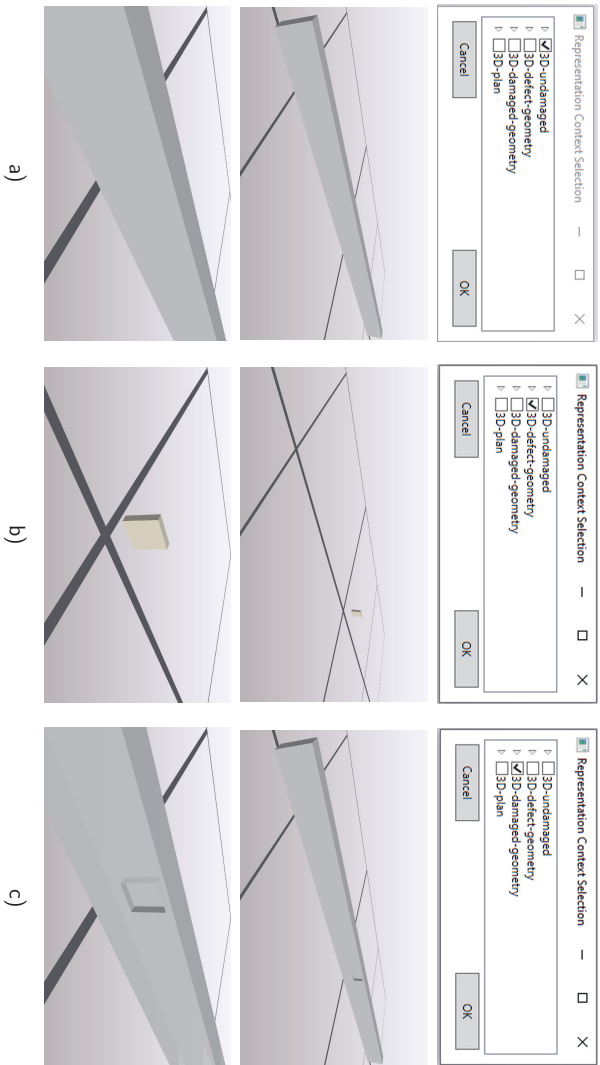 Representation Context Selection
3D-undamaged
3D-defect-geometry
3D-damaged-geometry
3D-plan
Cancel
OK
a)
Representation Context Selection
3D-undamaged
3D-defect-geometry
3D-damaged-geometry
3D-plan
Cancel
OK
b)
Representation Context Selection
3D-undamaged
3D-defect-geometry
3D-damaged-geometry
3D-plan
Cancel
OK
c)